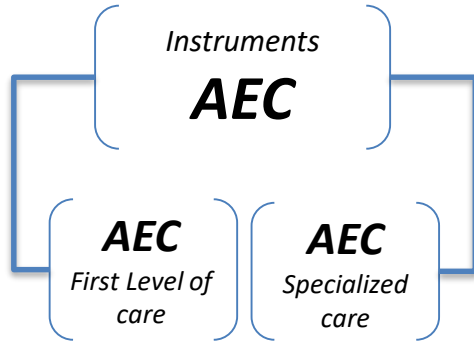 Instruments
AEC
AEC
First Level of
care
AEC
Specialized
care